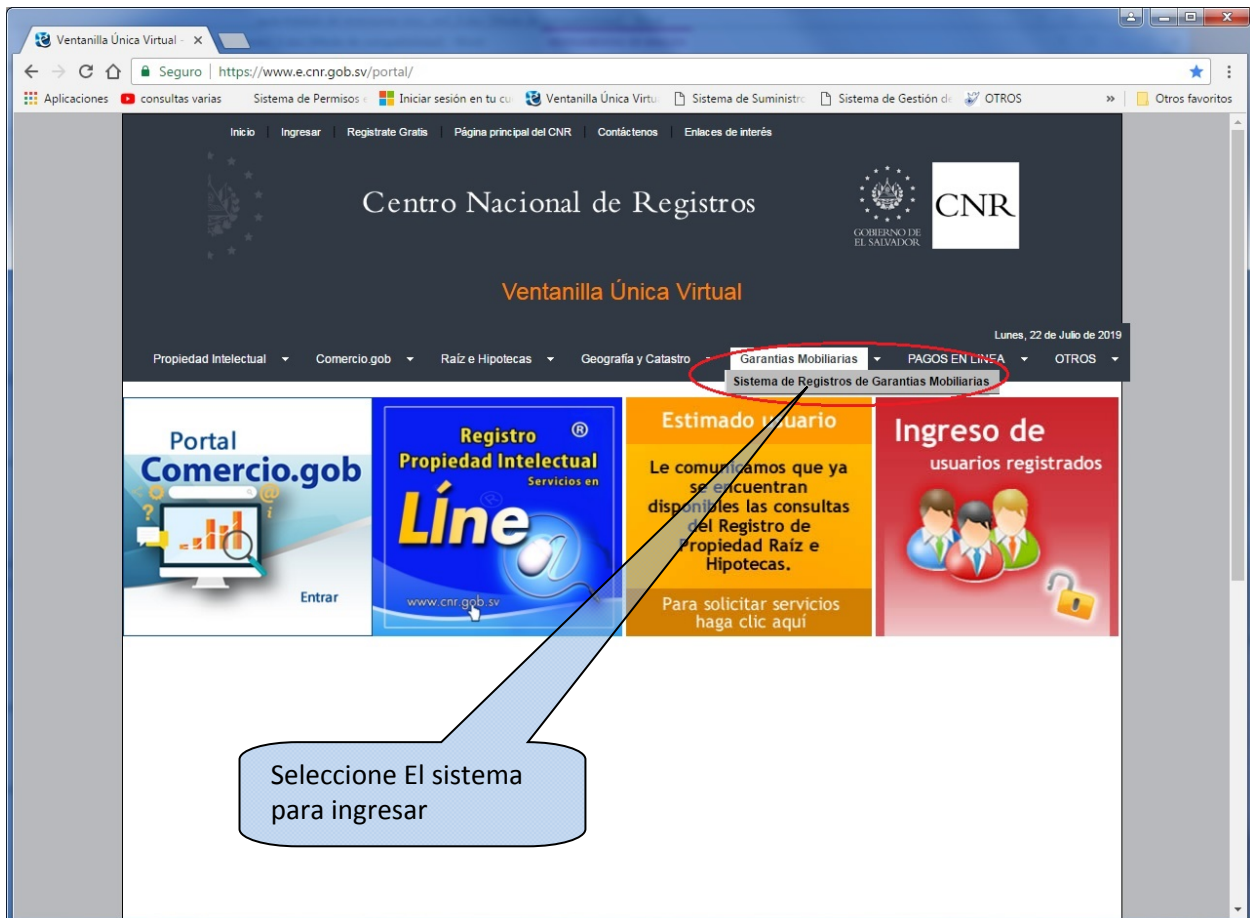 Ventanilla Única Virtual -
Seguro | https://www.e.cnr.gob.sv/portal/
Aplicaciones consultas varias Sistema de Permisos e Iniciar sesión en tu cu Ventanilla Única Virtu Sistema de Suministro Sistema de Gestión de OTROS » Otros favoritos
Inicio Ingresar Registrate Gratis Página principal del CNR Contáctenos Enlaces de interés
Centro Nacional de Registros
GOBIERNO DE
EL SALVADOR
CNR
Ventanilla Única Virtual
Lunes, 22 de Julio de 2019
Propiedad Intelectual Comercio.gob Raíz e Hipotecas Geografía y Catastro Garantias Mobiliarias PAGOS EN LINEA OTROS
Sistema de Registros de Garantias Mobiliarias
Portal
Comercio.gob
Entrar
Registro ®
Propiedad Intelectual
Servicios en
Líne@
www.cnr.gob.sv
Estimado usuario
Le comunicamos que ya
se encuentran
disponibles las consultas
del Registro de
Propiedad Raíz e
Hipotecas.
Para solicitar servicios
haga clic aquí
Ingreso de
usuarios registrados
Seleccione El sistema
para ingresar